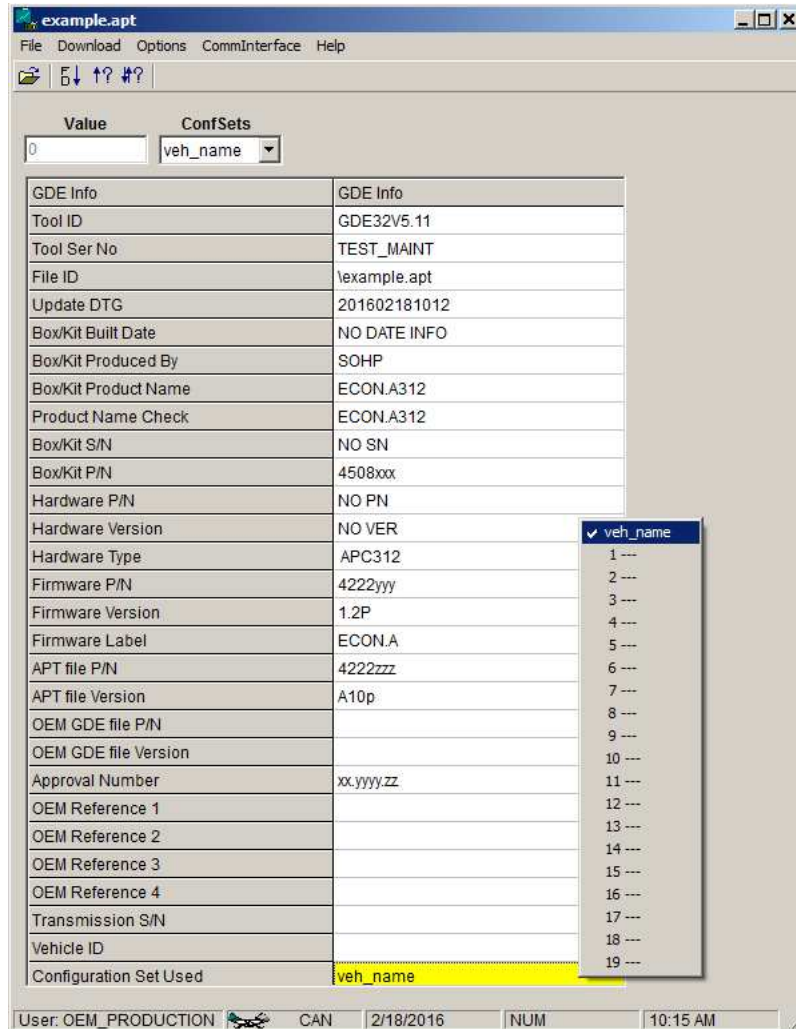 example.apt
File Download Options CommInterface Help
Value ConfSets
0 veh_name
GDE Info GDE Info
Tool ID GDE32V5.11
Tool Ser No TEST_MAINT
File ID \example.apt
Update DTG 201602181012
Box/Kit Built Date NO DATE INFO
Box/Kit Produced By SOHP
Box/Kit Product Name ECON.A312
Product Name Check ECON.A312
Box/Kit S/N NO SN
Box/Kit P/N 4508xxx
Hardware P/N NO PN
Hardware Version NO VER
Hardware Type APC312
Firmware P/N 4222yyy
Firmware Version 1.2P
Firmware Label ECON.A
APT file P/N 4222zzz
APT file Version A10p
OEM GDE file P/N
OEM GDE file Version
Approval Number xx.yyyy.zz
OEM Reference 1
OEM Reference 2
OEM Reference 3
OEM Reference 4
Transmission S/N
Vehicle ID
Configuration Set Used veh_name
veh_name
1 ---
2 ---
3 ---
4 ---
5 ---
6 ---
7 ---
8 ---
9 ---
10 ---
11 ---
12 ---
13 ---
14 ---
15 ---
16 ---
17 ---
18 ---
19 ---
User: OEM_PRODUCTION CAN 2/18/2016 NUM 10:15 AM